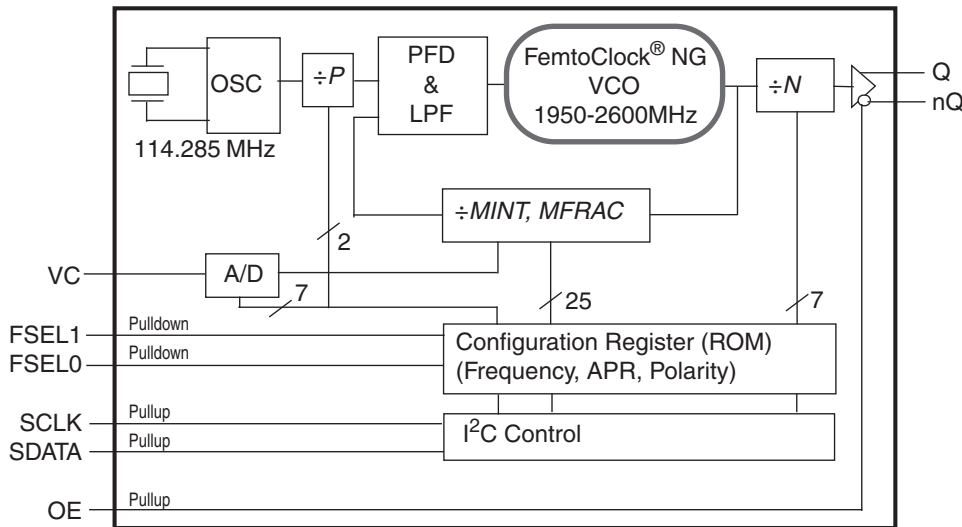 OSC
114.285 MHz
÷P
PFD
&
LPF
FemtoClock® NG
VCO
1950-2600MHz
÷N
Q
nQ
÷MINT, MFRAC
2
VC
A/D
7
25
7
FSEL1
Pulldown
FSEL0
Pulldown
Configuration Register (ROM)
(Frequency, APR, Polarity)
SCLK
Pullup
SDATA
Pullup
I²C Control
OE
Pullup